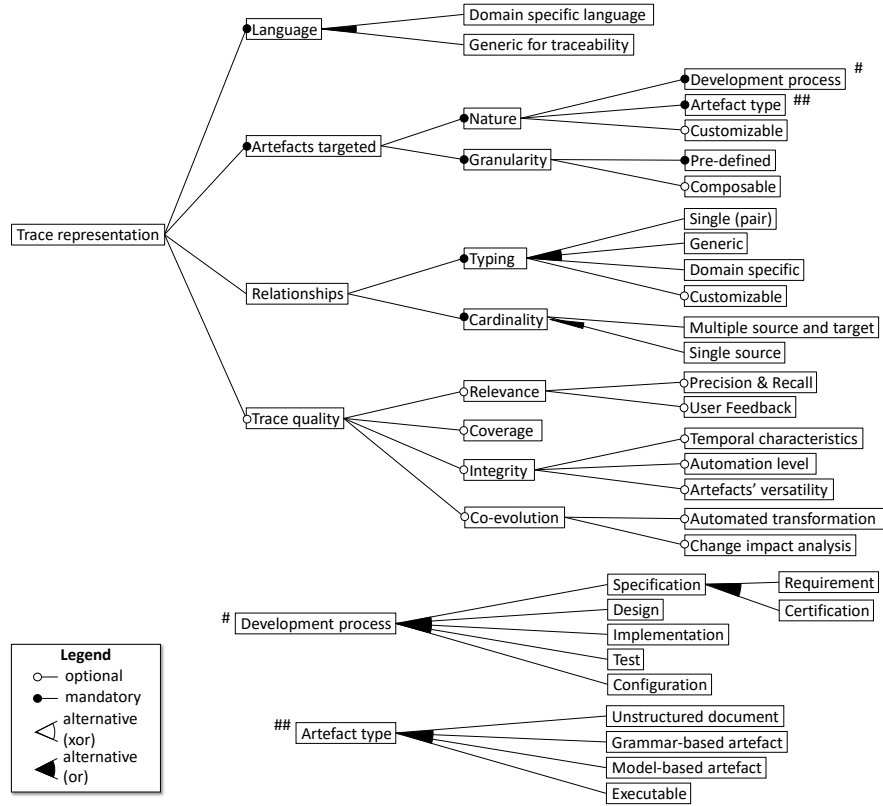 Trace representation
Language
Domain specific language
Generic for traceability
Artefacts targeted
Nature
Development process #
Artefact type ##
Customizable
Granularity
Pre-defined
Composable
Relationships
Typing
Single (pair)
Generic
Domain specific
Customizable
Cardinality
Multiple source and target
Single source
Trace quality
Relevance
Precision & Recall
User Feedback
Coverage
Integrity
Temporal characteristics
Automation level
Artefacts’ versatility
Co-evolution
Automated transformation
Change impact analysis
# Development process
Specification
Requirement
Certification
Design
Implementation
Test
Configuration
## Artefact type
Unstructured document
Grammar-based artefact
Model-based artefact
Executable
Legend
optional
mandatory
alternative
(xor)
alternative
(or)